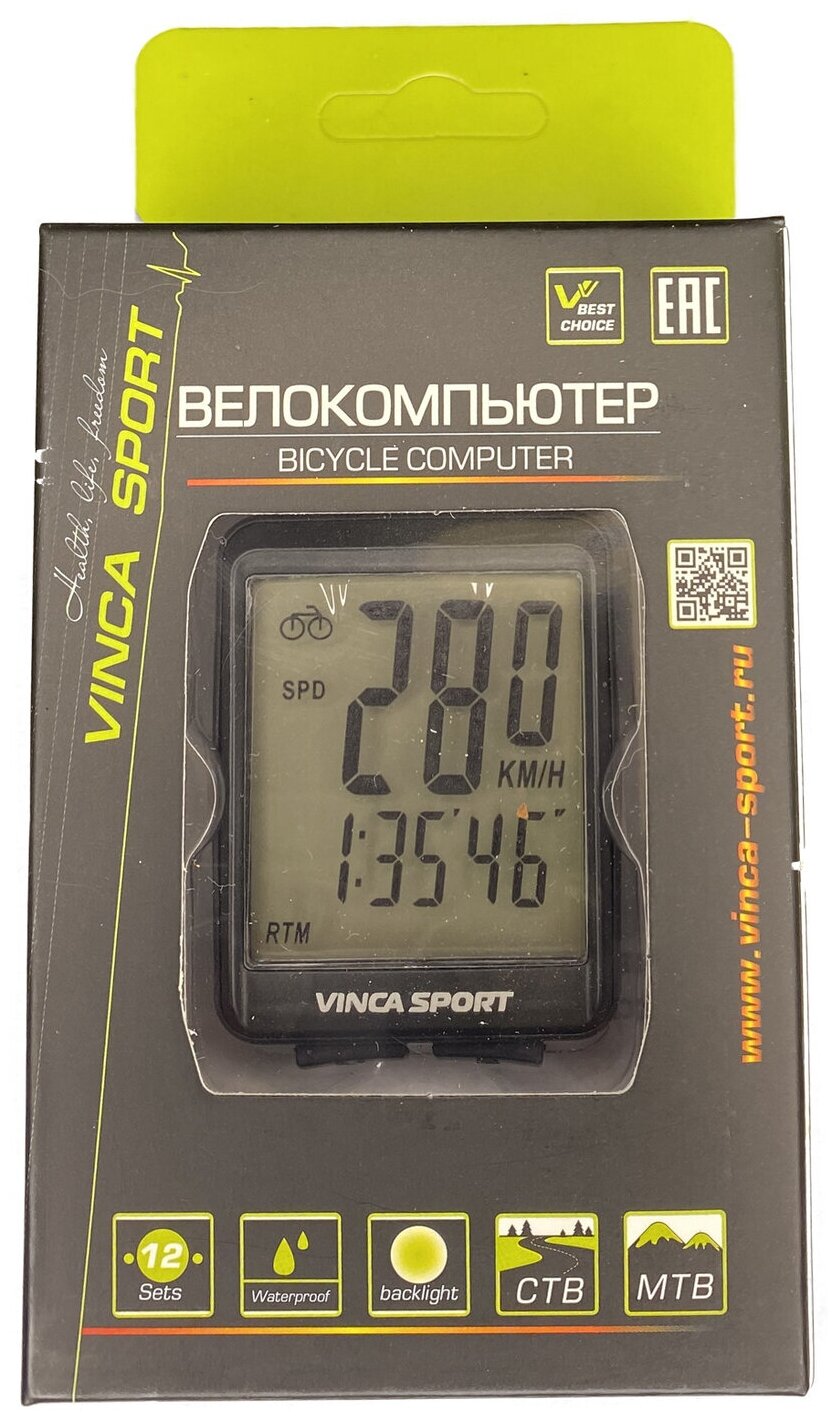 BEST
CHOICE
EAC
ВЕЛОКОМПЬЮТЕР
BICYCLE COMPUTER
Health, life, freedom
VINCA SPORT
SPD
280
KM/H
1:35'46"
RTM
VINCA SPORT
www.vinca-sport.ru
12
Sets
Waterproof
backlight
CTB
MTB